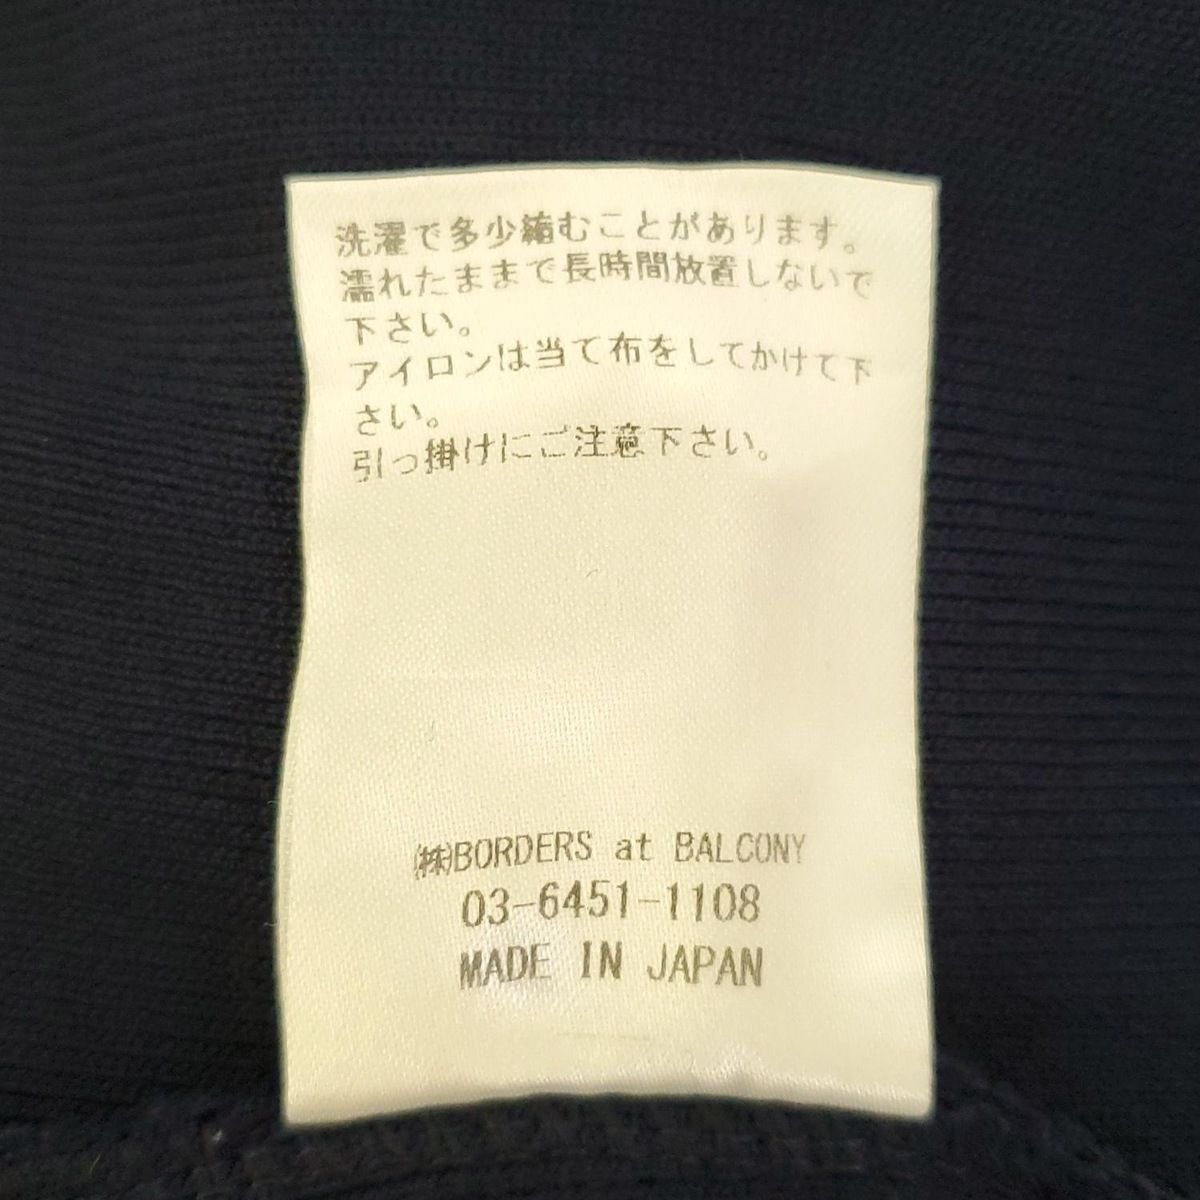 洗濯で多少縮むことがあります。
濡れたままで長時間放置しないで
下さい。
アイロンは当て布をしてかけて下
さい。
引っ掛けにご注意下さい。
㈱BORDERS at BALCONY
03-6451-1108
MADE IN JAPAN